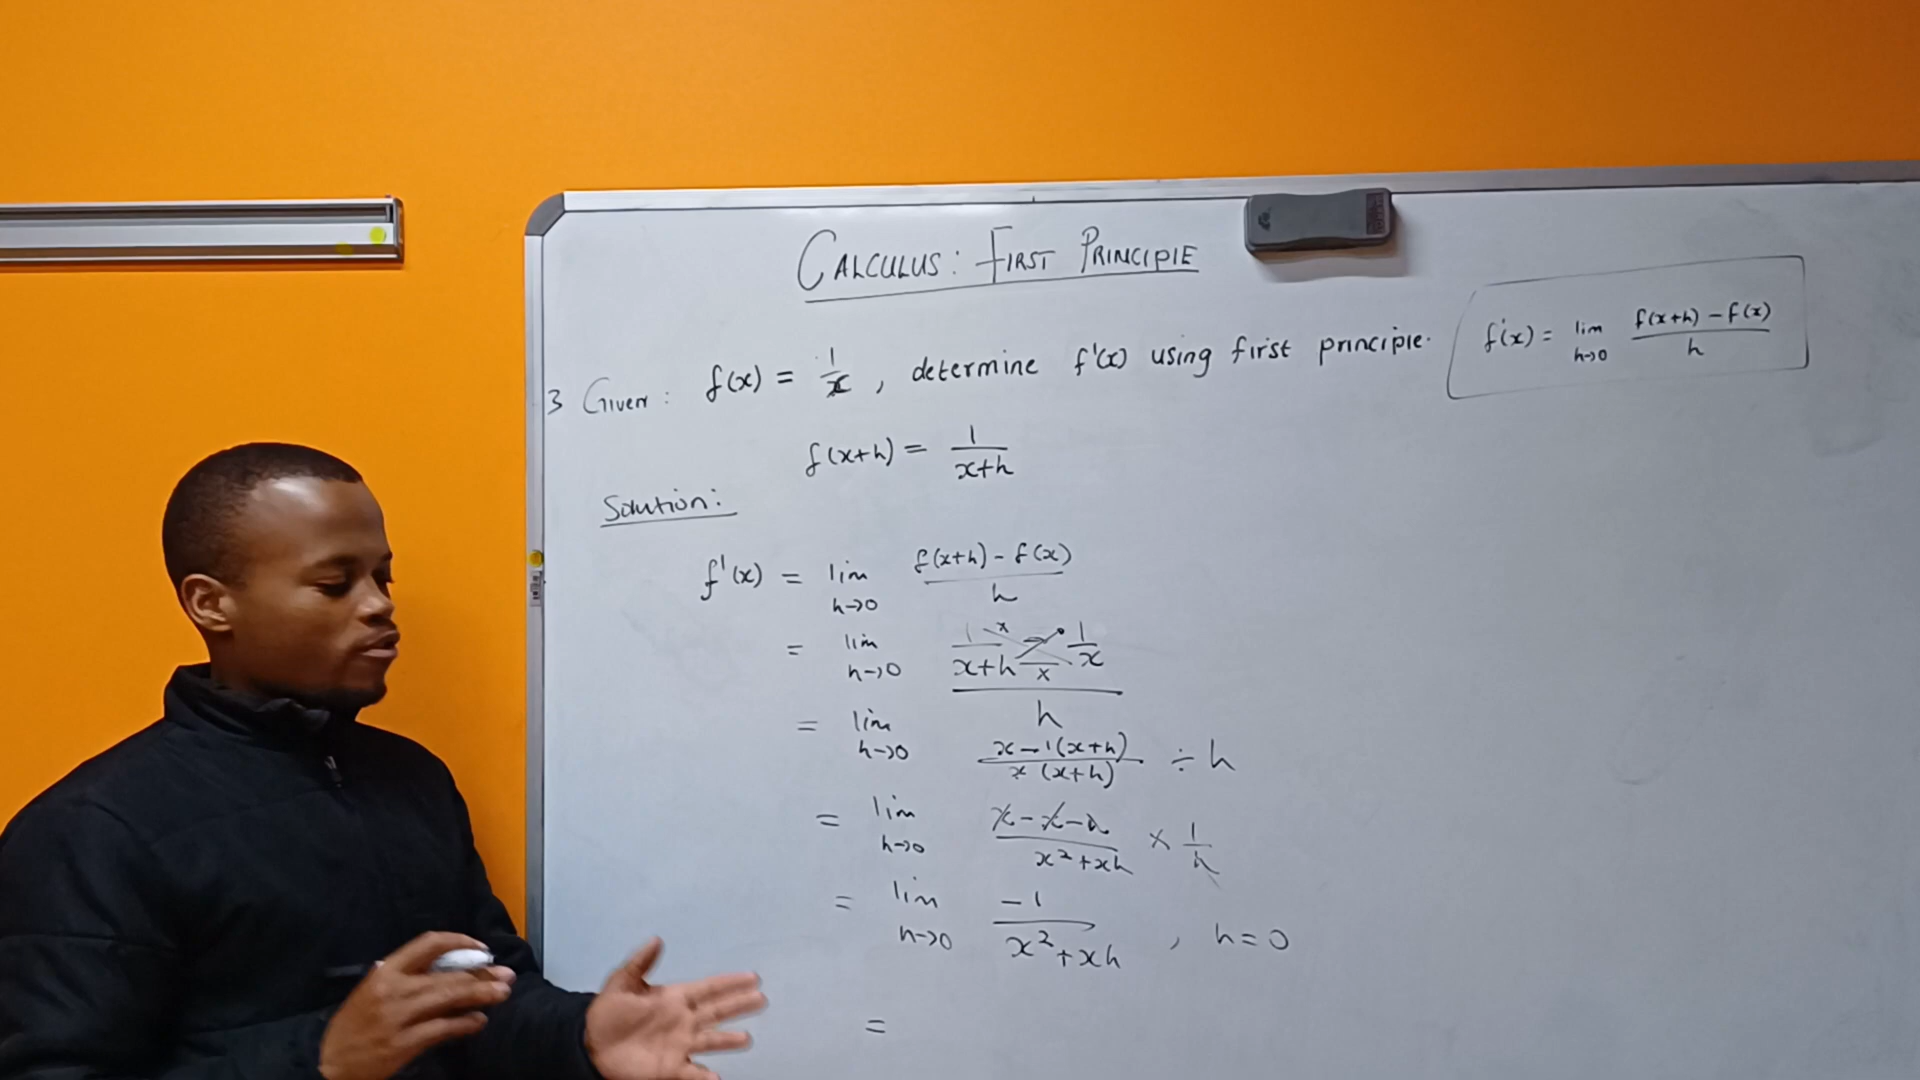 CALCULUS: FIRST PRINCIPLE
3 Given: f(x) = 1/x, determine f'(x) using first principle.
f'(x) = lim h→0 (f(x+h) - f(x))/h
f(x+h) = 1/(x+h)
Solution:
f'(x) = lim h→0 (f(x+h) - f(x))/h
= lim h→0 (1/(x+h) - 1/x)/h
= lim h→0 (x-1(x+h))/(x(x+h)) ÷ h
= lim h→0 (x-x-h)/(x²+xh) × 1/h
= lim h→0 -1/(x²+xh), h=0
=